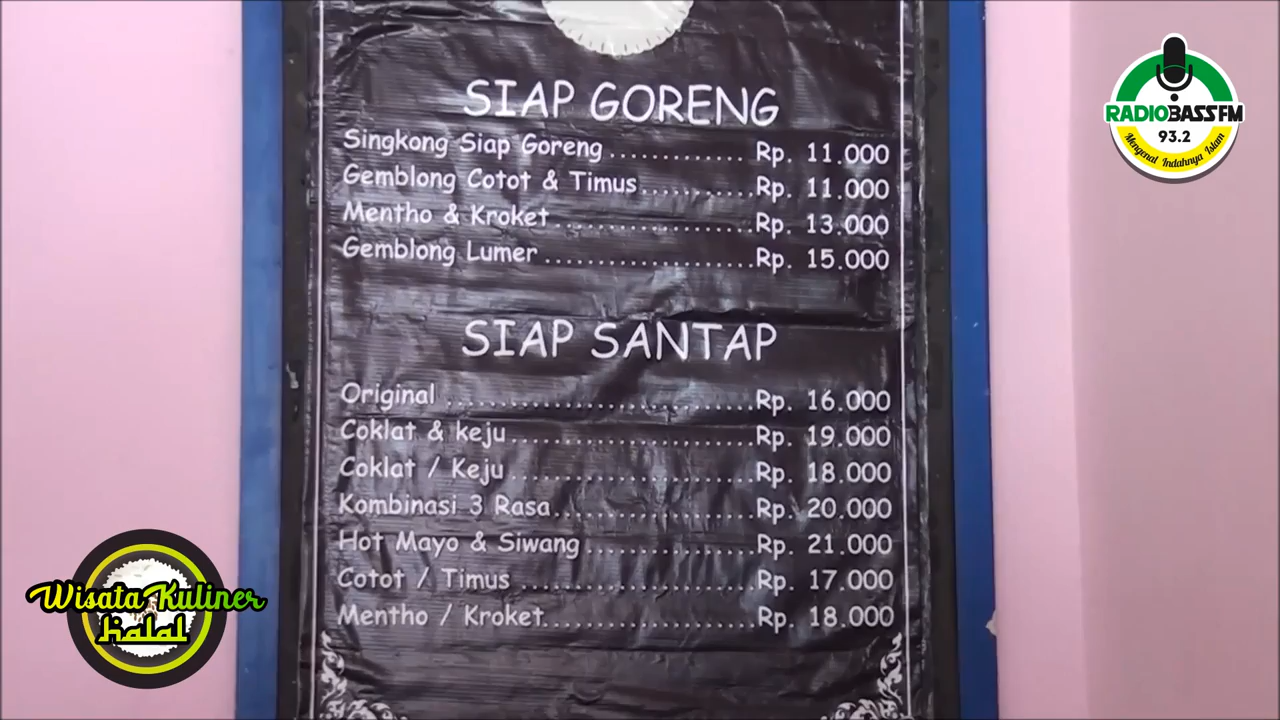 SIAP GORENG
Singkong Siap Goreng ............. Rp. 11.000
Gemblong Cotot & Timus...........Rp. 11.000
Mentho & Kroket ......................Rp. 13.000
Gemblong Lumer .......................Rp. 15.000
SIAP SANTAP
Original ..................................Rp. 16.000
Coklat & keju...........................Rp. 19.000
Coklat / Keju ...........................Rp. 18.000
Kombinasi 3 Rasa......................Rp. 20.000
Hot Mayo & Siwang ..................Rp. 21.000
Cotot / Timus ..........................Rp. 17.000
Mentho / Kroket.......................Rp. 18.000
RADIOBASSFM
93.2
Mengenal Indahnya Islam
Wisata Kuliner
Halal